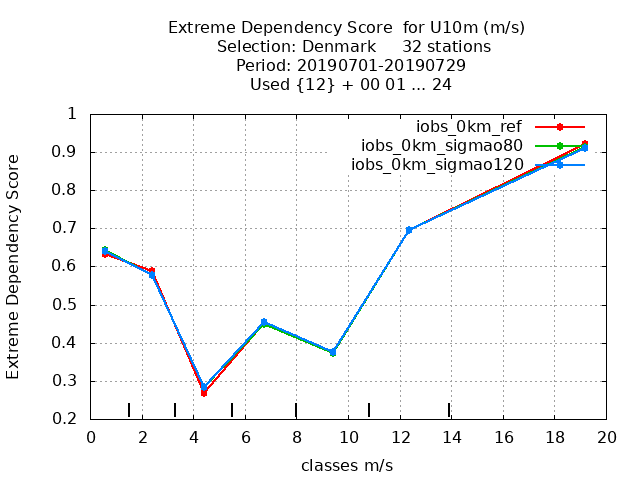 Extreme Dependency Score  for U10m (m/s)
Selection: Denmark     32 stations
Period: 20190701-20190729
Used {12} + 00 01 ... 24
iobs_0km_ref
iobs_0km_sigmao80
iobs_0km_sigmao120
Extreme Dependency Score
1
0.9
0.8
0.7
0.6
0.5
0.4
0.3
0.2
0 2 4 6 8 10 12 14 16 18 20
classes m/s